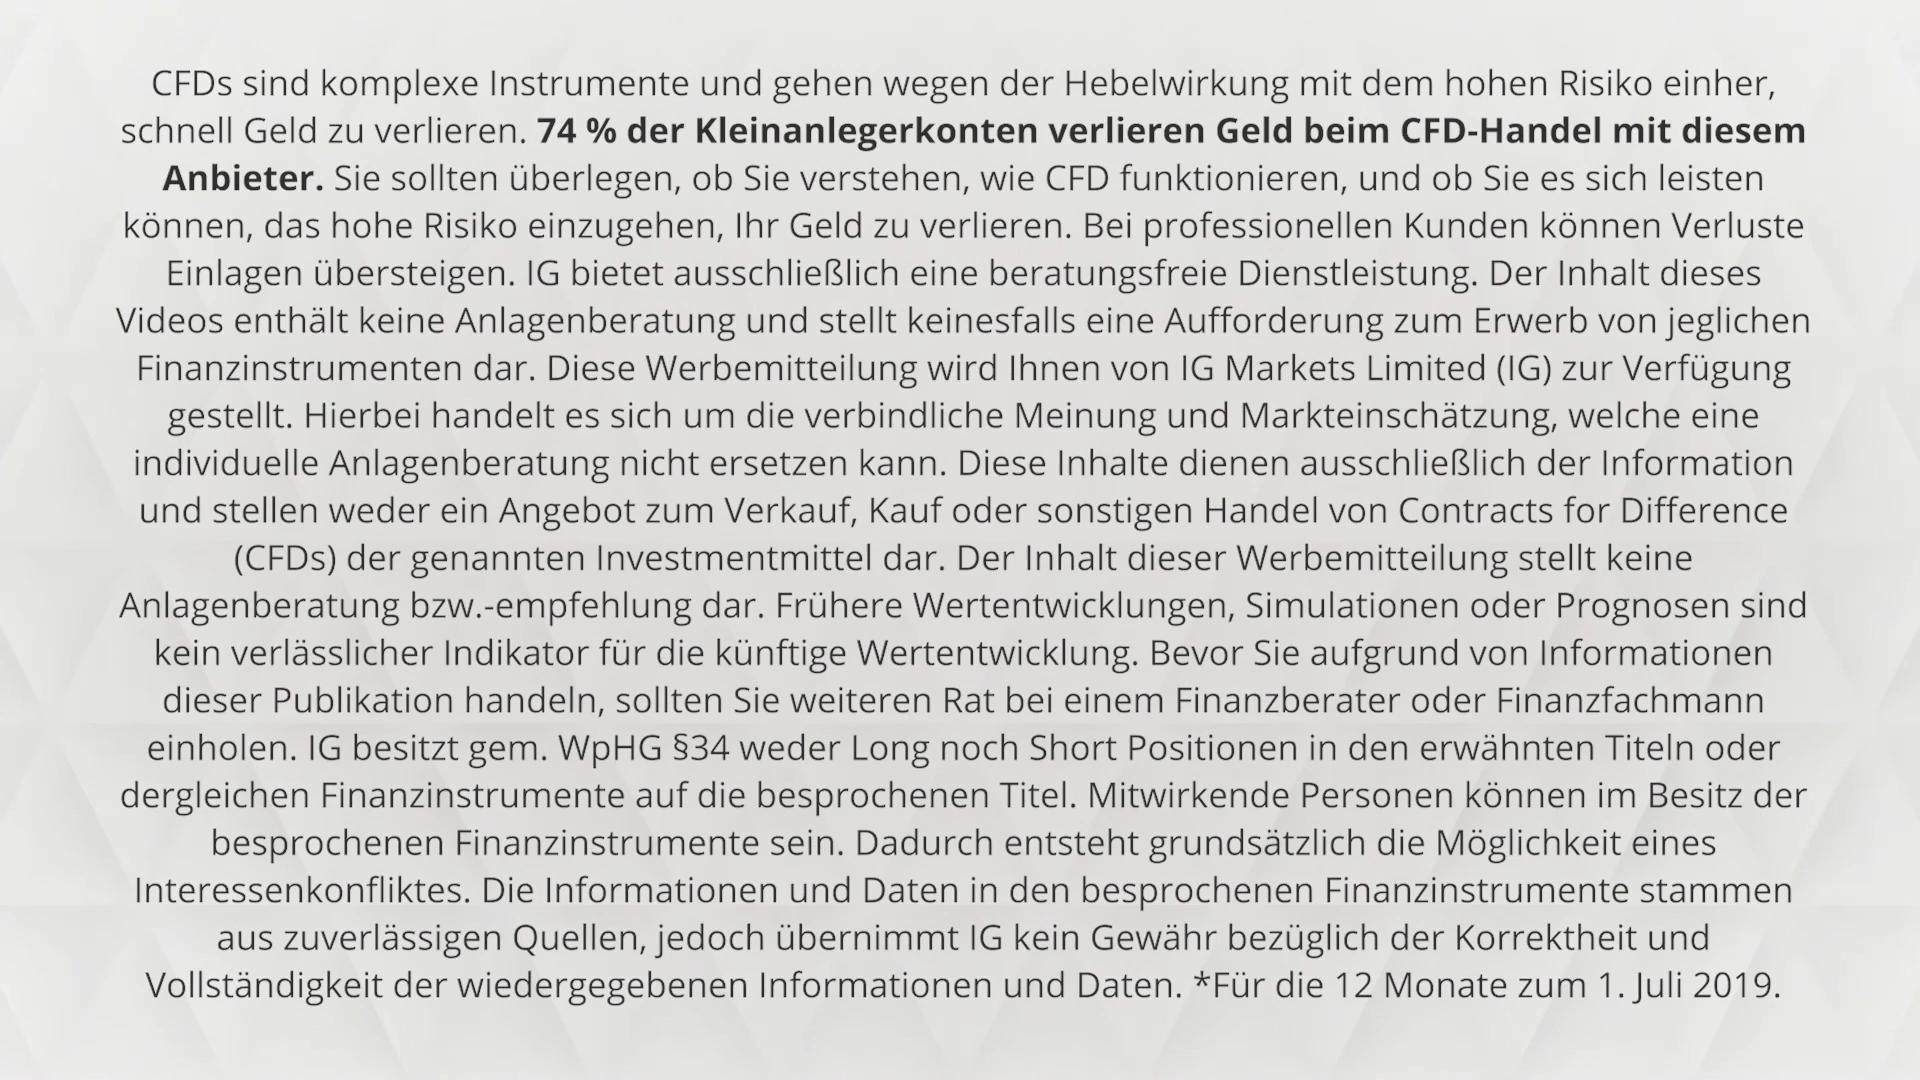 CFDs sind komplexe Instrumente und gehen wegen der Hebelwirkung mit dem hohen Risiko einher,
schnell Geld zu verlieren. 74 % der Kleinanlegerkonten verlieren Geld beim CFD-Handel mit diesem
Anbieter. Sie sollten überlegen, ob Sie verstehen, wie CFD funktionieren, und ob Sie es sich leisten
können, das hohe Risiko einzugehen, Ihr Geld zu verlieren. Bei professionellen Kunden können Verluste
Einlagen übersteigen. IG bietet ausschließlich eine beratungsfreie Dienstleistung. Der Inhalt dieses
Videos enthält keine Anlagenberatung und stellt keinesfalls eine Aufforderung zum Erwerb von jeglichen
Finanzinstrumenten dar. Diese Werbemitteilung wird Ihnen von IG Markets Limited (IG) zur Verfügung
gestellt. Hierbei handelt es sich um die verbindliche Meinung und Markteinschätzung, welche eine
individuelle Anlagenberatung nicht ersetzen kann. Diese Inhalte dienen ausschließlich der Information
und stellen weder ein Angebot zum Verkauf, Kauf oder sonstigen Handel von Contracts for Difference
(CFDs) der genannten Investmentmittel dar. Der Inhalt dieser Werbemitteilung stellt keine
Anlagenberatung bzw.-empfehlung dar. Frühere Wertentwicklungen, Simulationen oder Prognosen sind
kein verlässlicher Indikator für die künftige Wertentwicklung. Bevor Sie aufgrund von Informationen
dieser Publikation handeln, sollten Sie weiteren Rat bei einem Finanzberater oder Finanzfachmann
einholen. IG besitzt gem. WpHG §34 weder Long noch Short Positionen in den erwähnten Titeln oder
dergleichen Finanzinstrumente auf die besprochenen Titel. Mitwirkende Personen können im Besitz der
besprochenen Finanzinstrumente sein. Dadurch entsteht grundsätzlich die Möglichkeit eines
Interessenkonfliktes. Die Informationen und Daten in den besprochenen Finanzinstrumente stammen
aus zuverlässigen Quellen, jedoch übernimmt IG kein Gewähr bezüglich der Korrektheit und
Vollständigkeit der wiedergegebenen Informationen und Daten. *Für die 12 Monate zum 1. Juli 2019.